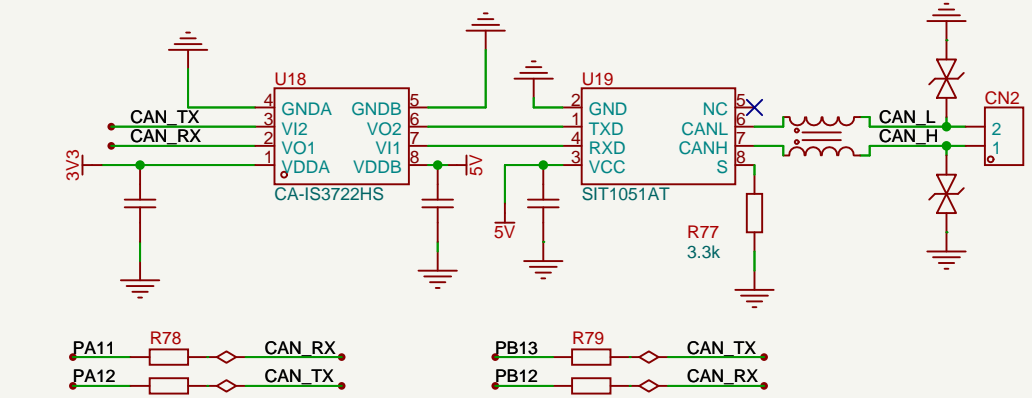 U18
4 GNDA GNDB 5
CAN_TX 3 VI2 VO2 6
CAN_RX 2 VO1 VI1 7
3V3 1 VDDA VDDB 8 5V
CA-IS3722HS
U19
2 GND NC 5
1 TXD CANL 6
4 RXD CANH 7
3 VCC S 8
5V
SIT1051AT
R77
3.3k
CAN_L
CAN_H
CN2
2
1
PA11 R78 CAN_RX
PA12 CAN_TX
PB13 R79 CAN_TX
PB12 CAN_RX